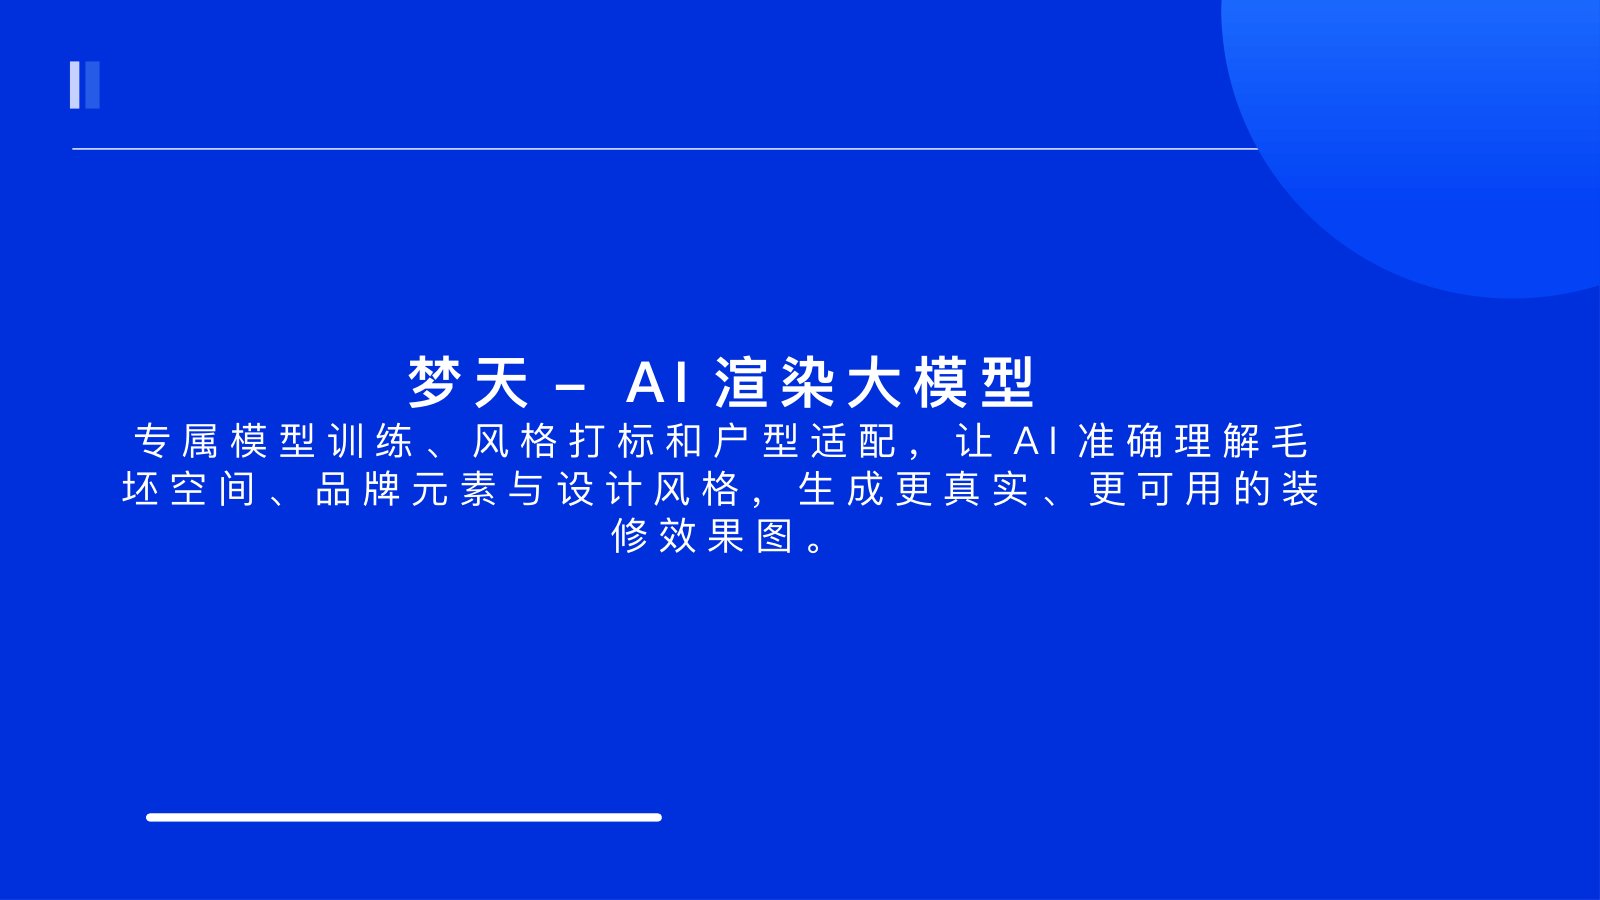 梦天 – AI 渲染大模型
专属模型训练、风格打标和户型适配，让 AI 准确理解毛
坯空间、品牌元素与设计风格，生成更真实、更可用的装
修效果图。